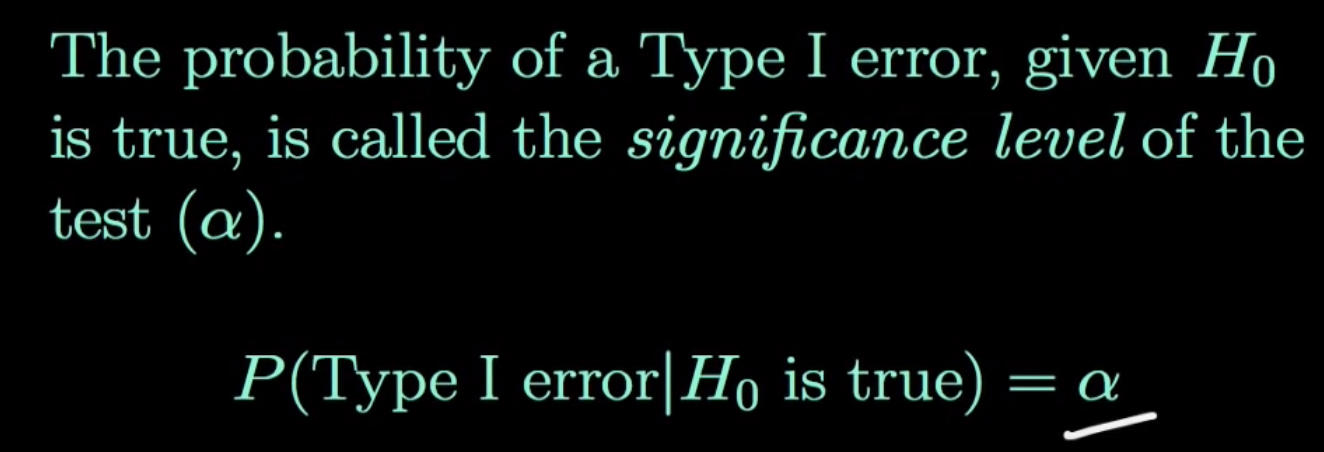 The probability of a Type I error, given H₀
is true, is called the significance level of the
test (α).
P(Type I error|H₀ is true) = α